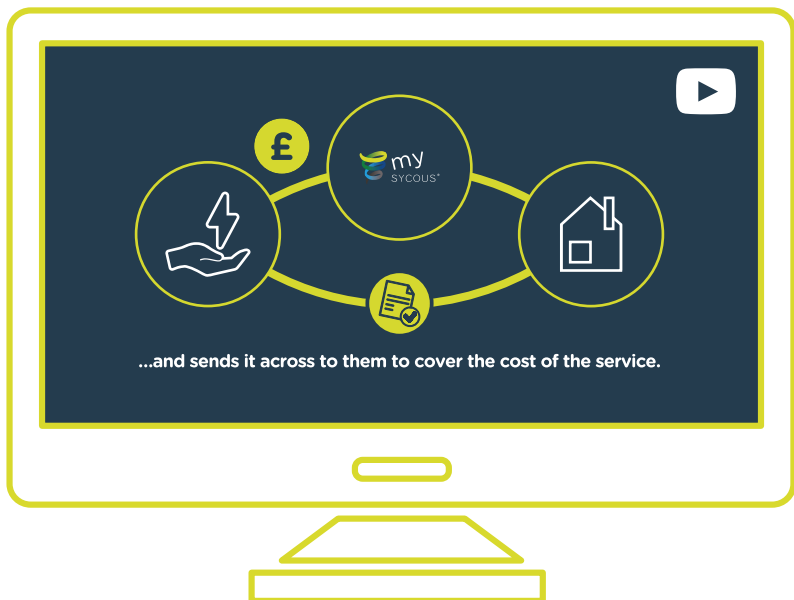 £
my
SYCOUS®
...and sends it across to them to cover the cost of the service.